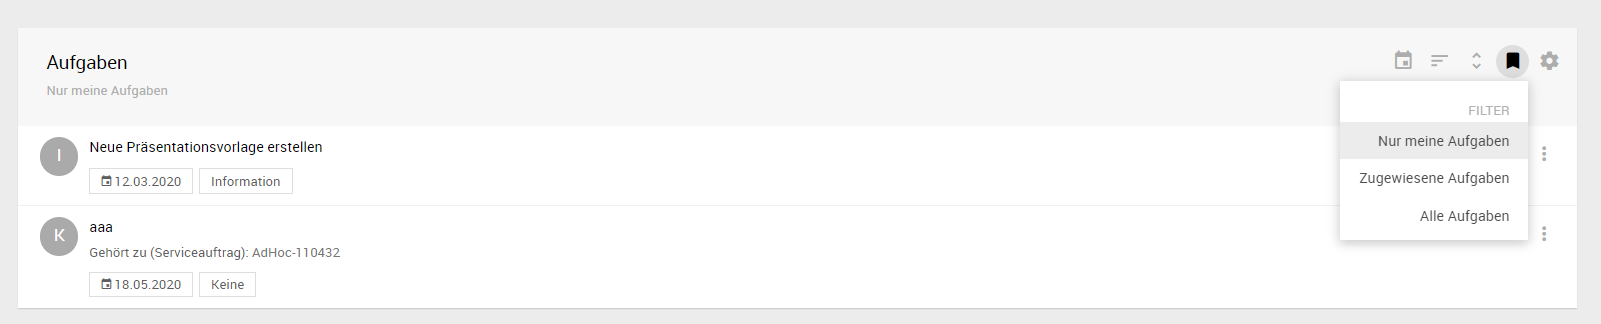 Aufgaben
Nur meine Aufgaben
FILTER
Nur meine Aufgaben
Zugewiesene Aufgaben
Alle Aufgaben
I
Neue Präsentationsvorlage erstellen
12.03.2020 Information
K
aaa
Gehört zu (Serviceauftrag): AdHoc-110432
18.05.2020 Keine